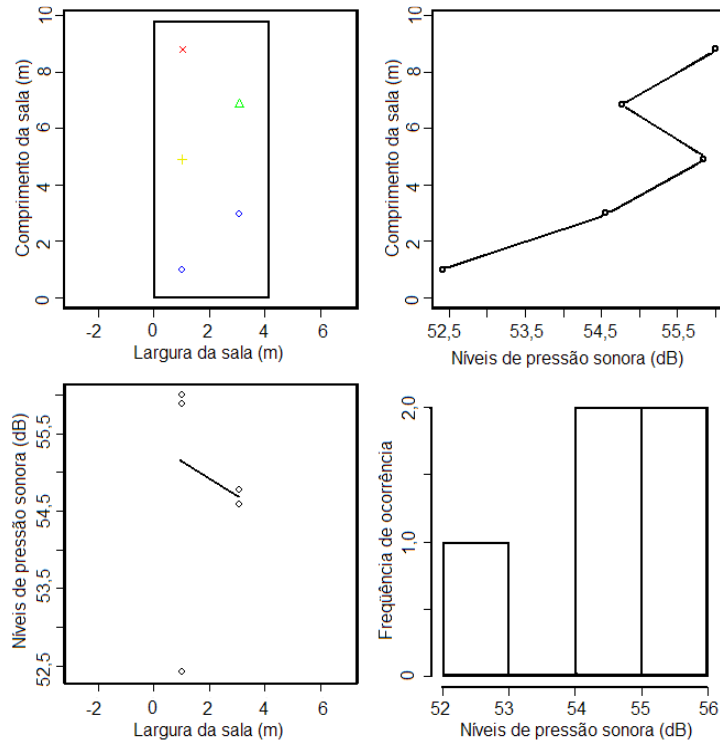 Comprimento da sala (m)
10
8
6
4
2
0
-2 0 2 4 6
Largura da sala (m)
Comprimento da sala (m)
10
8
6
4
2
0
52,5 53,5 54,5 55,5
Níveis de pressão sonora (dB)
Níveis de pressão sonora (dB)
55,5
54,5
53,5
52,5
-2 0 2 4 6
Largura da sala (m)
Freqüência de ocorrência
2,0
1,0
0
52 53 54 55 56
Níveis de pressão sonora (dB)